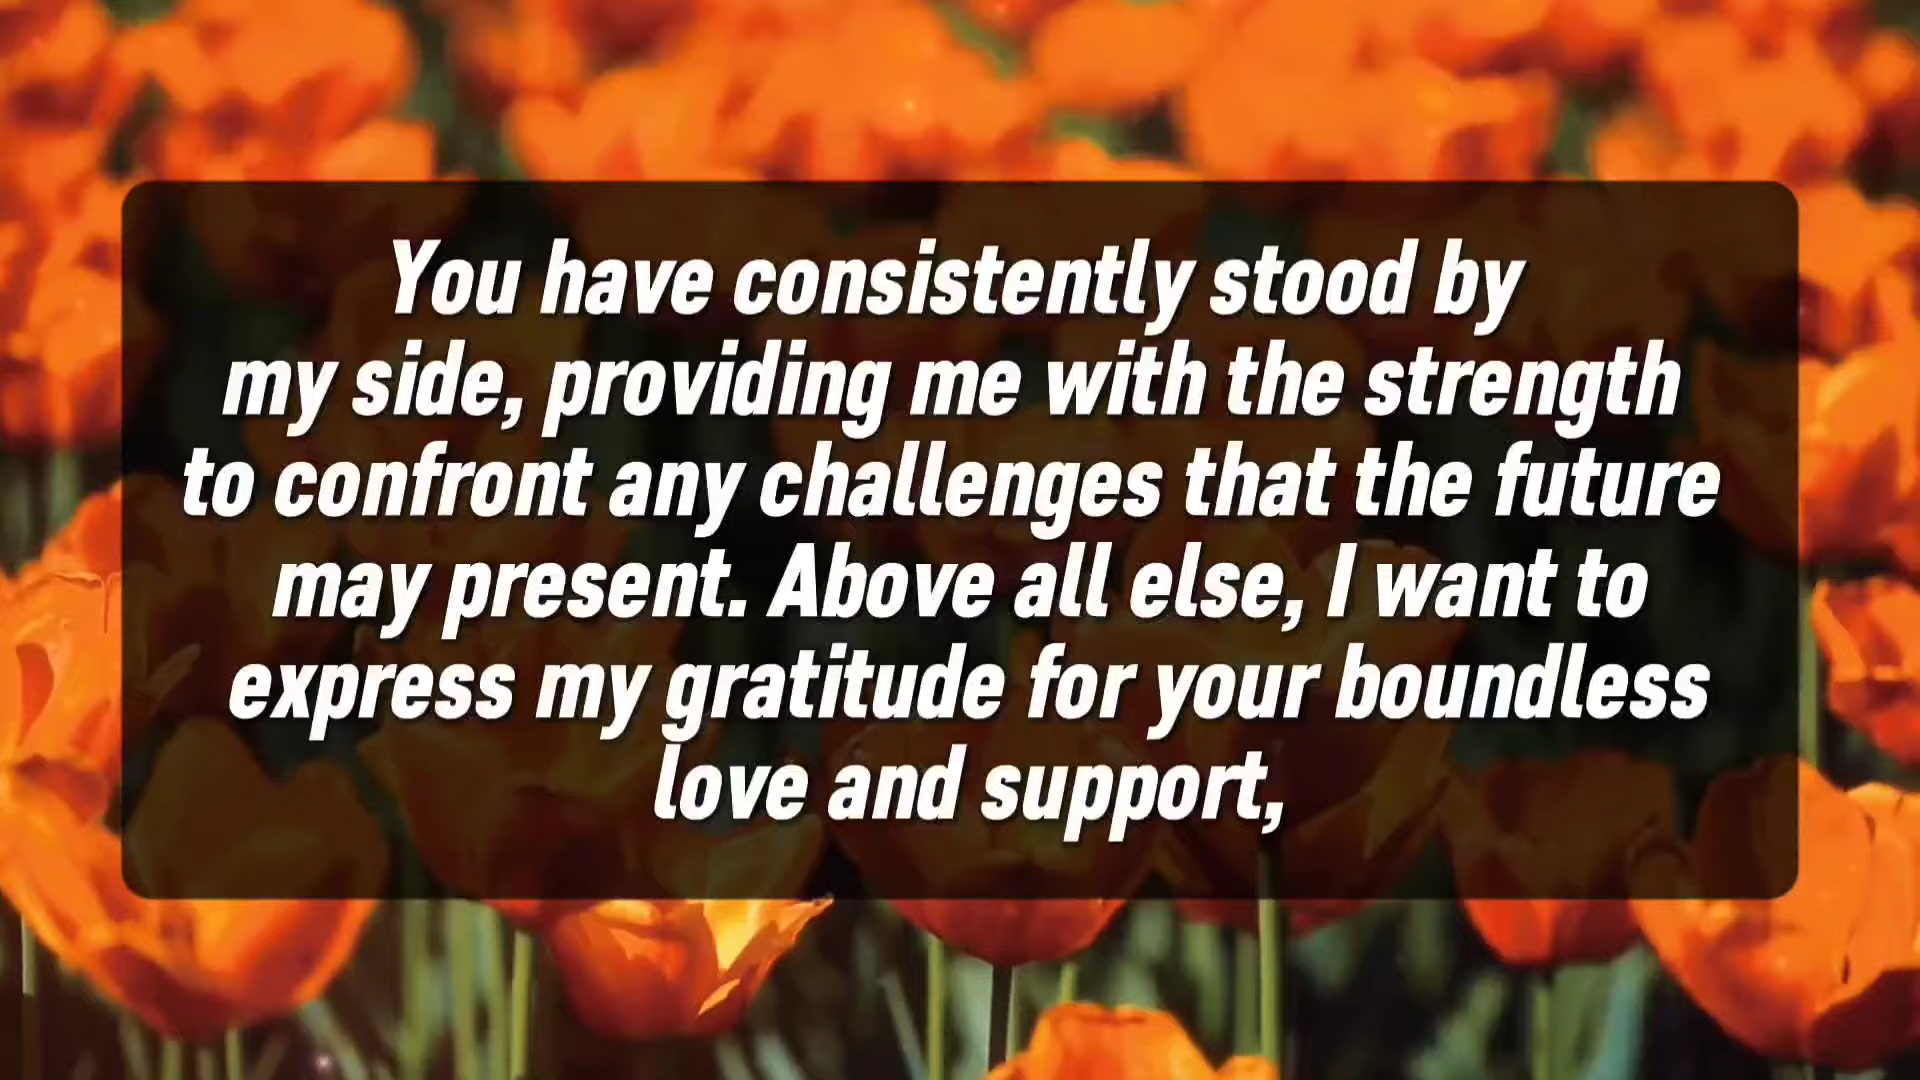 You have consistently stood by
my side, providing me with the strength
to confront any challenges that the future
may present. Above all else, I want to
express my gratitude for your boundless
love and support,